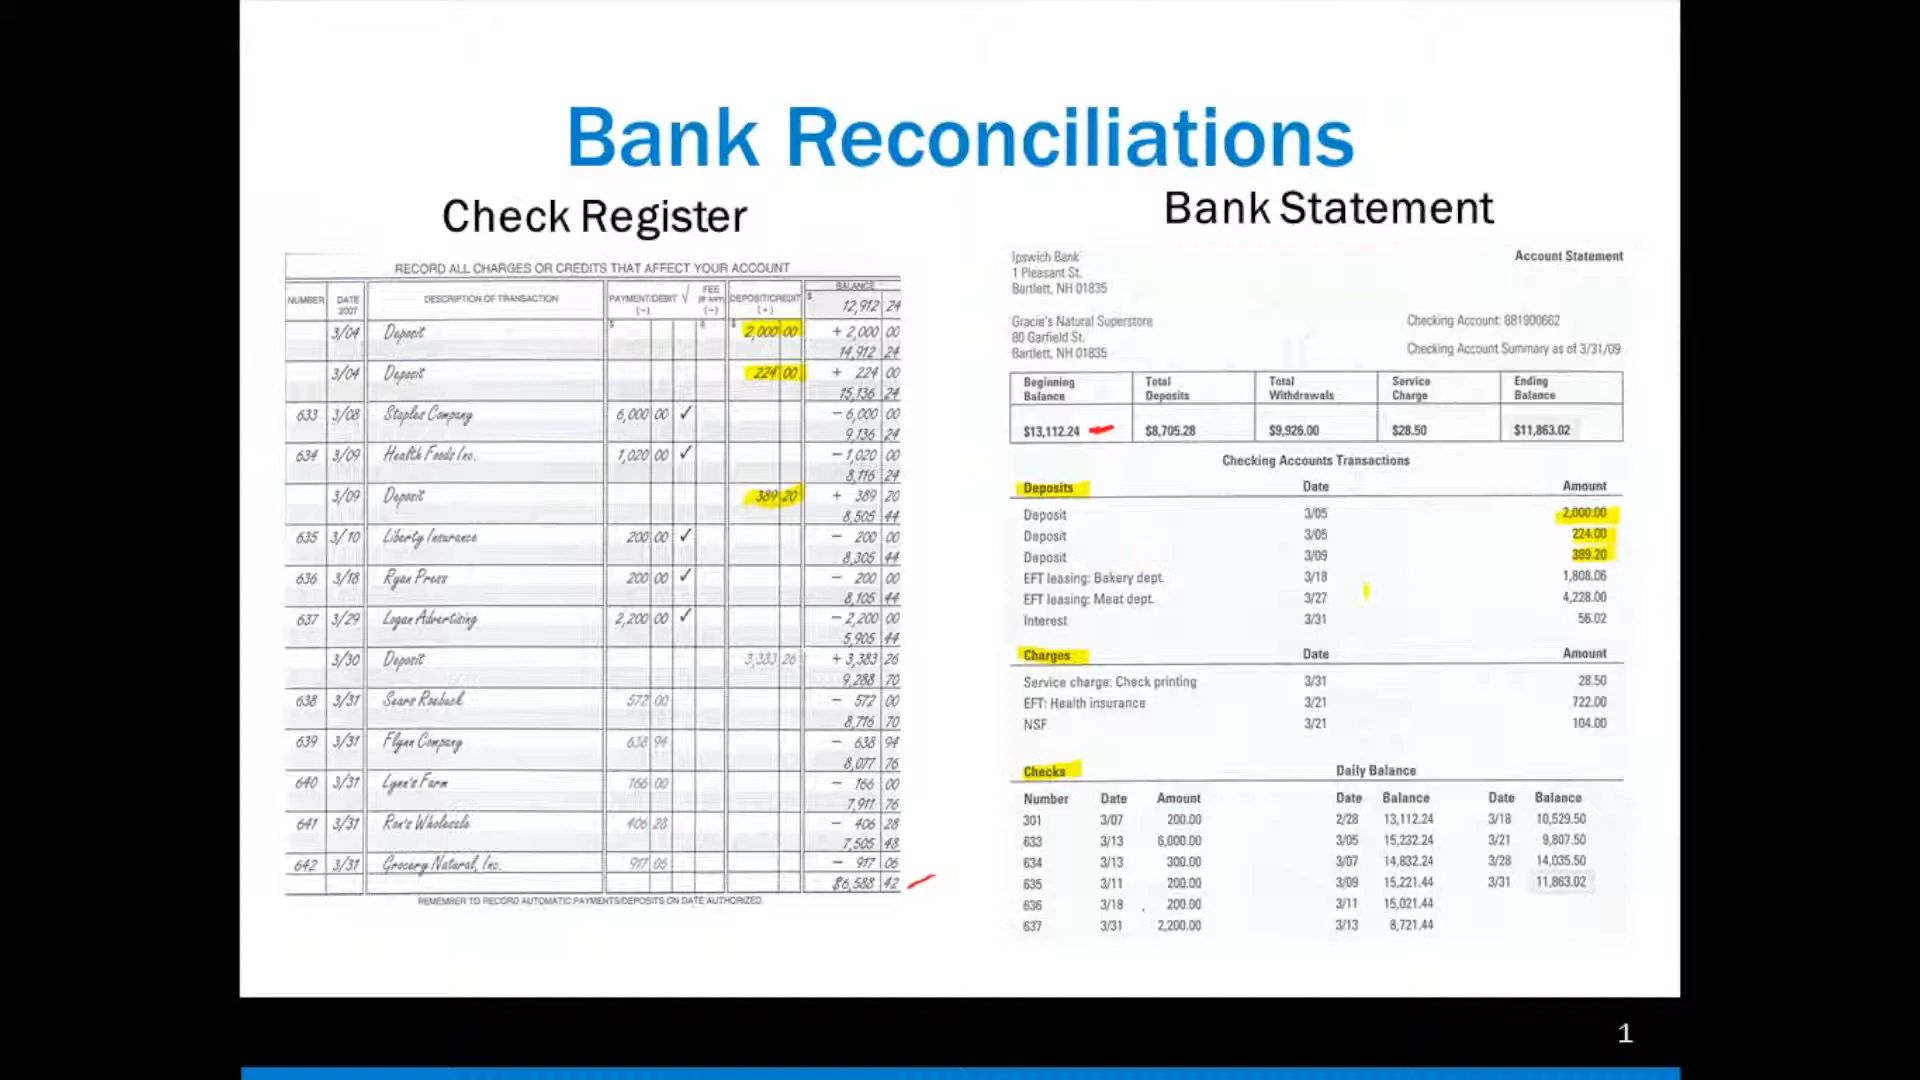 Bank Reconciliations
Check Register
RECORD ALL CHARGES OR CREDITS THAT AFFECT YOUR ACCOUNT
NUMBER DATE 2007 DESCRIPTION OF TRANSACTION PAYMENT/DEBIT (−) √ FEE (IF ANY) (−) DEPOSIT/CREDIT (+) BALANCE
$ 12,912 24
3/04 Deposit $ $ $ 2,000 00 + 2,000 00
14,912 24
3/04 Deposit 224 00 + 224 00
15,136 24
633 3/08 Staples Company 6,000 00 ✓ − 6,000 00
9,136 24
634 3/09 Health Foods Inc. 1,020 00 ✓ − 1,020 00
8,116 24
3/09 Deposit 389 20 + 389 20
8,505 44
635 3/10 Liberty Insurance 200 00 ✓ − 200 00
8,305 44
636 3/18 Ryan Press 200 00 ✓ − 200 00
8,105 44
637 3/29 Logan Advertising 2,200 00 ✓ − 2,200 00
5,905 44
3/30 Deposit 3,383 26 + 3,383 26
9,288 70
638 3/31 Sears Roebuck 572 00 − 572 00
8,716 70
639 3/31 Flynn Company 638 94 − 638 94
8,077 76
640 3/31 Lynn's Farm 166 00 − 166 00
7,911 76
641 3/31 Ron's Wholesale 406 28 − 406 28
7,505 48
642 3/31 Grocery Natural, Inc. 917 06 − 917 06
$6,588 42
REMEMBER TO RECORD AUTOMATIC PAYMENTS/DEPOSITS ON DATE AUTHORIZED.
Bank Statement
Ipswich Bank Account Statement
1 Pleasant St.
Bartlett, NH 01835
Gracie's Natural Superstore Checking Account: 881900662
80 Garfield St.
Bartlett, NH 01835 Checking Account Summary as of 3/31/09
Beginning Total Total Service Ending
Balance Deposits Withdrawals Charge Balance
$13,112.24 $8,705.28 $9,926.00 $28.50 $11,863.02
Checking Accounts Transactions
Deposits Date Amount
Deposit 3/05 2,000.00
Deposit 3/05 224.00
Deposit 3/09 389.20
EFT leasing: Bakery dept. 3/18 1,808.06
EFT leasing: Meat dept. 3/27 4,228.00
Interest 3/31 56.02
Charges Date Amount
Service charge: Check printing 3/31 28.50
EFT: Health insurance 3/21 722.00
NSF 3/21 104.00
Checks Daily Balance
Number Date Amount Date Balance Date Balance
301 3/07 200.00 2/28 13,112.24 3/18 10,529.50
633 3/13 6,000.00 3/05 15,232.24 3/21 9,807.50
634 3/13 300.00 3/07 14,832.24 3/28 14,035.50
635 3/11 200.00 3/09 15,221.44 3/31 11,863.02
636 3/18 200.00 3/11 15,021.44
637 3/31 2,200.00 3/13 8,721.44
1